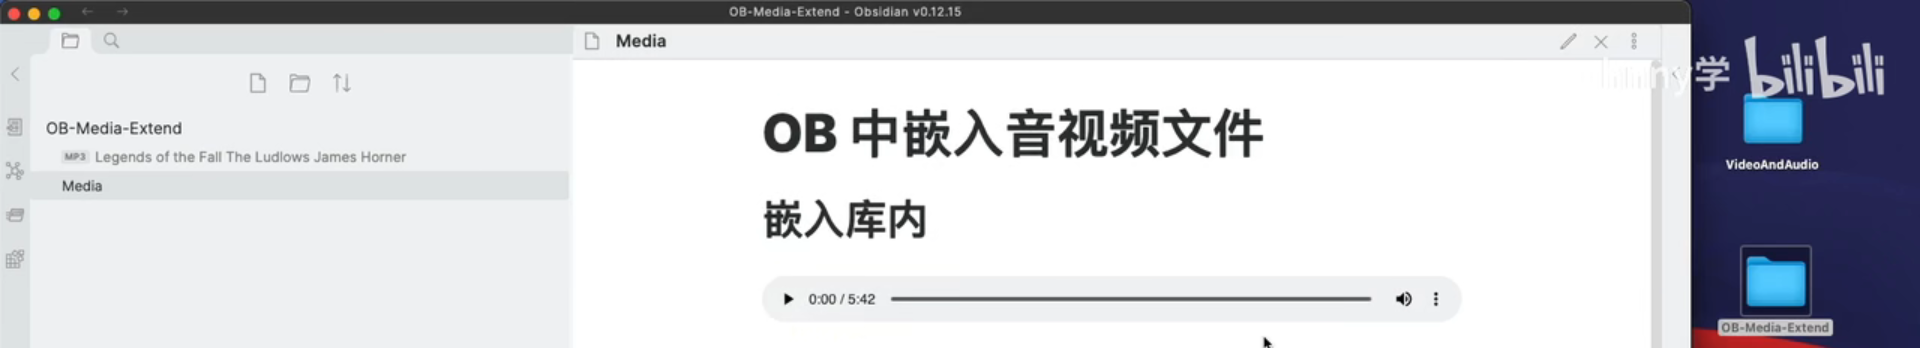 OB-Media-Extend - Obsidian v0.12.15
Media
学 bilibili
OB-Media-Extend
MP3 Legends of the Fall The Ludlows James Horner
Media
OB 中嵌入音视频文件
嵌入库内
0:00 / 5:42
VideoAndAudio
OB-Media-Extend